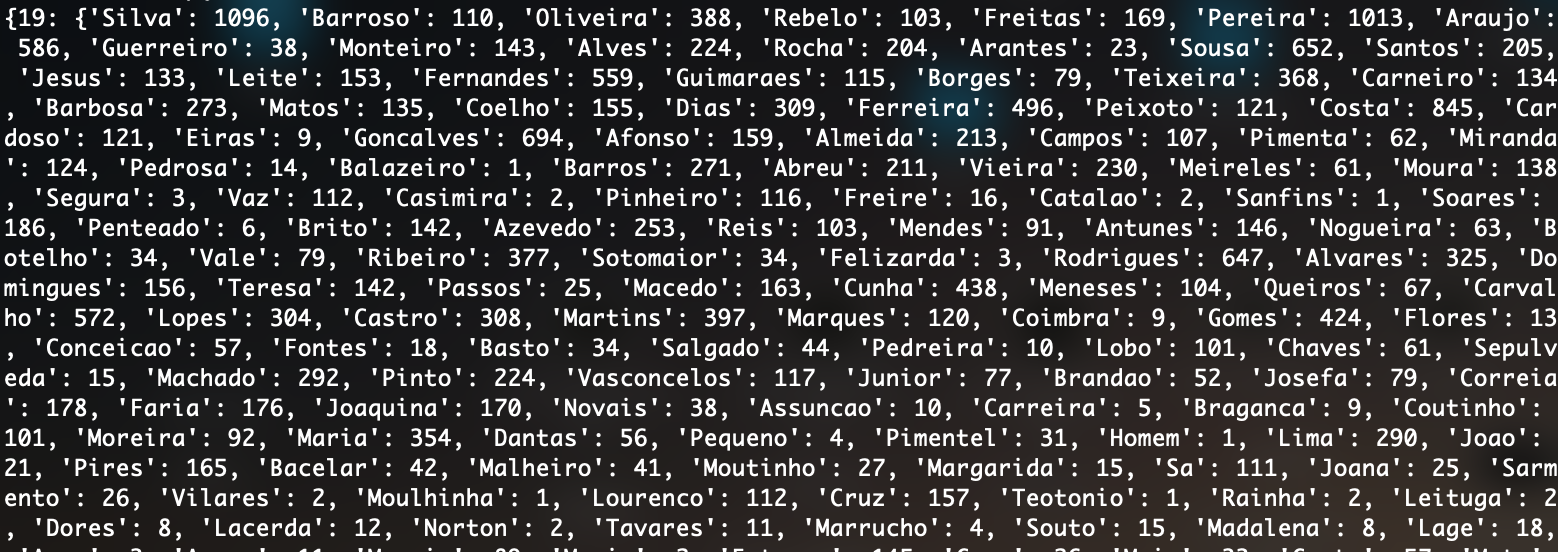 {19: {'Silva': 1096, 'Barroso': 110, 'Oliveira': 388, 'Rebelo': 103, 'Freitas': 169, 'Pereira': 1013, 'Araujo':
586, 'Guerreiro': 38, 'Monteiro': 143, 'Alves': 224, 'Rocha': 204, 'Arantes': 23, 'Sousa': 652, 'Santos': 205,
'Jesus': 133, 'Leite': 153, 'Fernandes': 559, 'Guimaraes': 115, 'Borges': 79, 'Teixeira': 368, 'Carneiro': 134
, 'Barbosa': 273, 'Matos': 135, 'Coelho': 155, 'Dias': 309, 'Ferreira': 496, 'Peixoto': 121, 'Costa': 845, 'Car
doso': 121, 'Eiras': 9, 'Goncalves': 694, 'Afonso': 159, 'Almeida': 213, 'Campos': 107, 'Pimenta': 62, 'Miranda
': 124, 'Pedrosa': 14, 'Balazeiro': 1, 'Barros': 271, 'Abreu': 211, 'Vieira': 230, 'Meireles': 61, 'Moura': 138
, 'Segura': 3, 'Vaz': 112, 'Casimira': 2, 'Pinheiro': 116, 'Freire': 16, 'Catalao': 2, 'Sanfins': 1, 'Soares':
186, 'Penteado': 6, 'Brito': 142, 'Azevedo': 253, 'Reis': 103, 'Mendes': 91, 'Antunes': 146, 'Nogueira': 63, 'B
otelho': 34, 'Vale': 79, 'Ribeiro': 377, 'Sotomaior': 34, 'Felizarda': 3, 'Rodrigues': 647, 'Alvares': 325, 'Do
mingues': 156, 'Teresa': 142, 'Passos': 25, 'Macedo': 163, 'Cunha': 438, 'Meneses': 104, 'Queiros': 67, 'Carval
ho': 572, 'Lopes': 304, 'Castro': 308, 'Martins': 397, 'Marques': 120, 'Coimbra': 9, 'Gomes': 424, 'Flores': 13
, 'Conceicao': 57, 'Fontes': 18, 'Basto': 34, 'Salgado': 44, 'Pedreira': 10, 'Lobo': 101, 'Chaves': 61, 'Sepulv
eda': 15, 'Machado': 292, 'Pinto': 224, 'Vasconcelos': 117, 'Junior': 77, 'Brandao': 52, 'Josefa': 79, 'Correia
': 178, 'Faria': 176, 'Joaquina': 170, 'Novais': 38, 'Assuncao': 10, 'Carreira': 5, 'Braganca': 9, 'Coutinho':
101, 'Moreira': 92, 'Maria': 354, 'Dantas': 56, 'Pequeno': 4, 'Pimentel': 31, 'Homem': 1, 'Lima': 290, 'Joao':
21, 'Pires': 165, 'Bacelar': 42, 'Malheiro': 41, 'Moutinho': 27, 'Margarida': 15, 'Sa': 111, 'Joana': 25, 'Sarm
ento': 26, 'Vilares': 2, 'Moulhinha': 1, 'Lourenco': 112, 'Cruz': 157, 'Teotonio': 1, 'Rainha': 2, 'Leituga': 2
, 'Dores': 8, 'Lacerda': 12, 'Norton': 2, 'Tavares': 11, 'Marrucho': 4, 'Souto': 15, 'Madalena': 8, 'Lage': 18,